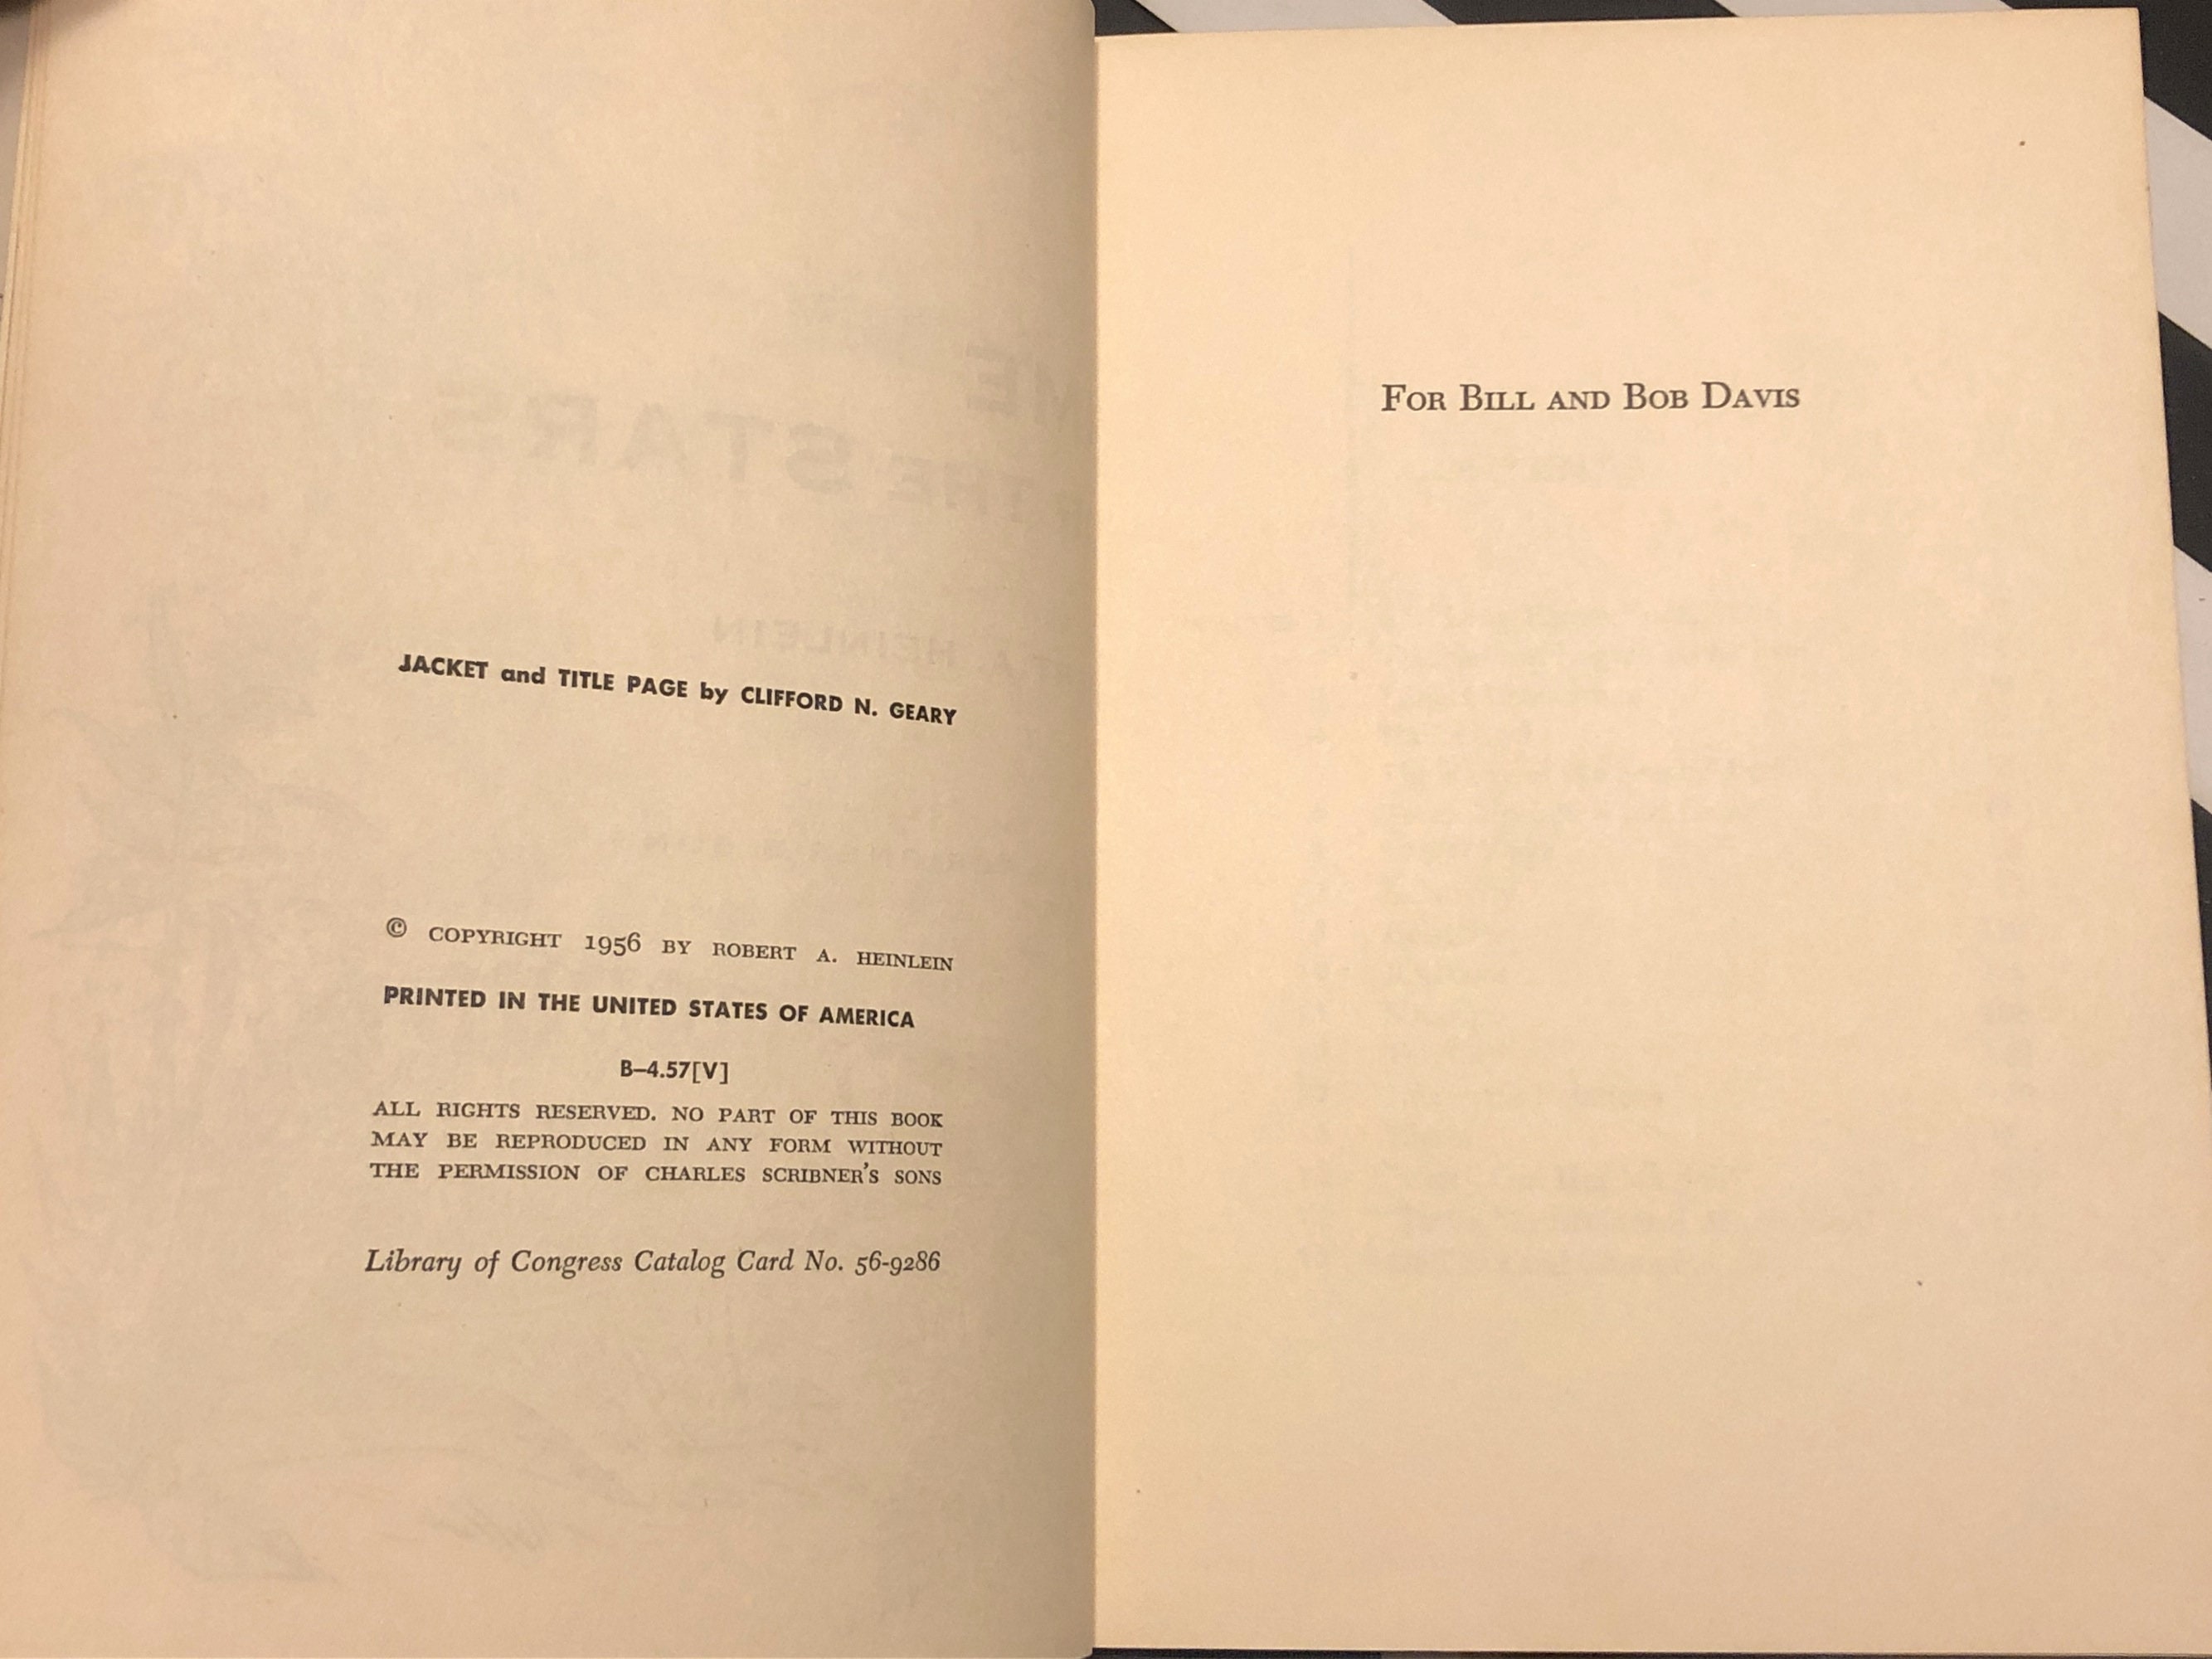 JACKET and TITLE PAGE by CLIFFORD N. GEARY
© COPYRIGHT 1956 BY ROBERT A. HEINLEIN
PRINTED IN THE UNITED STATES OF AMERICA
B–4.57[V]
ALL RIGHTS RESERVED. NO PART OF THIS BOOK
MAY BE REPRODUCED IN ANY FORM WITHOUT
THE PERMISSION OF CHARLES SCRIBNER'S SONS
Library of Congress Catalog Card No. 56-9286
FOR BILL AND BOB DAVIS